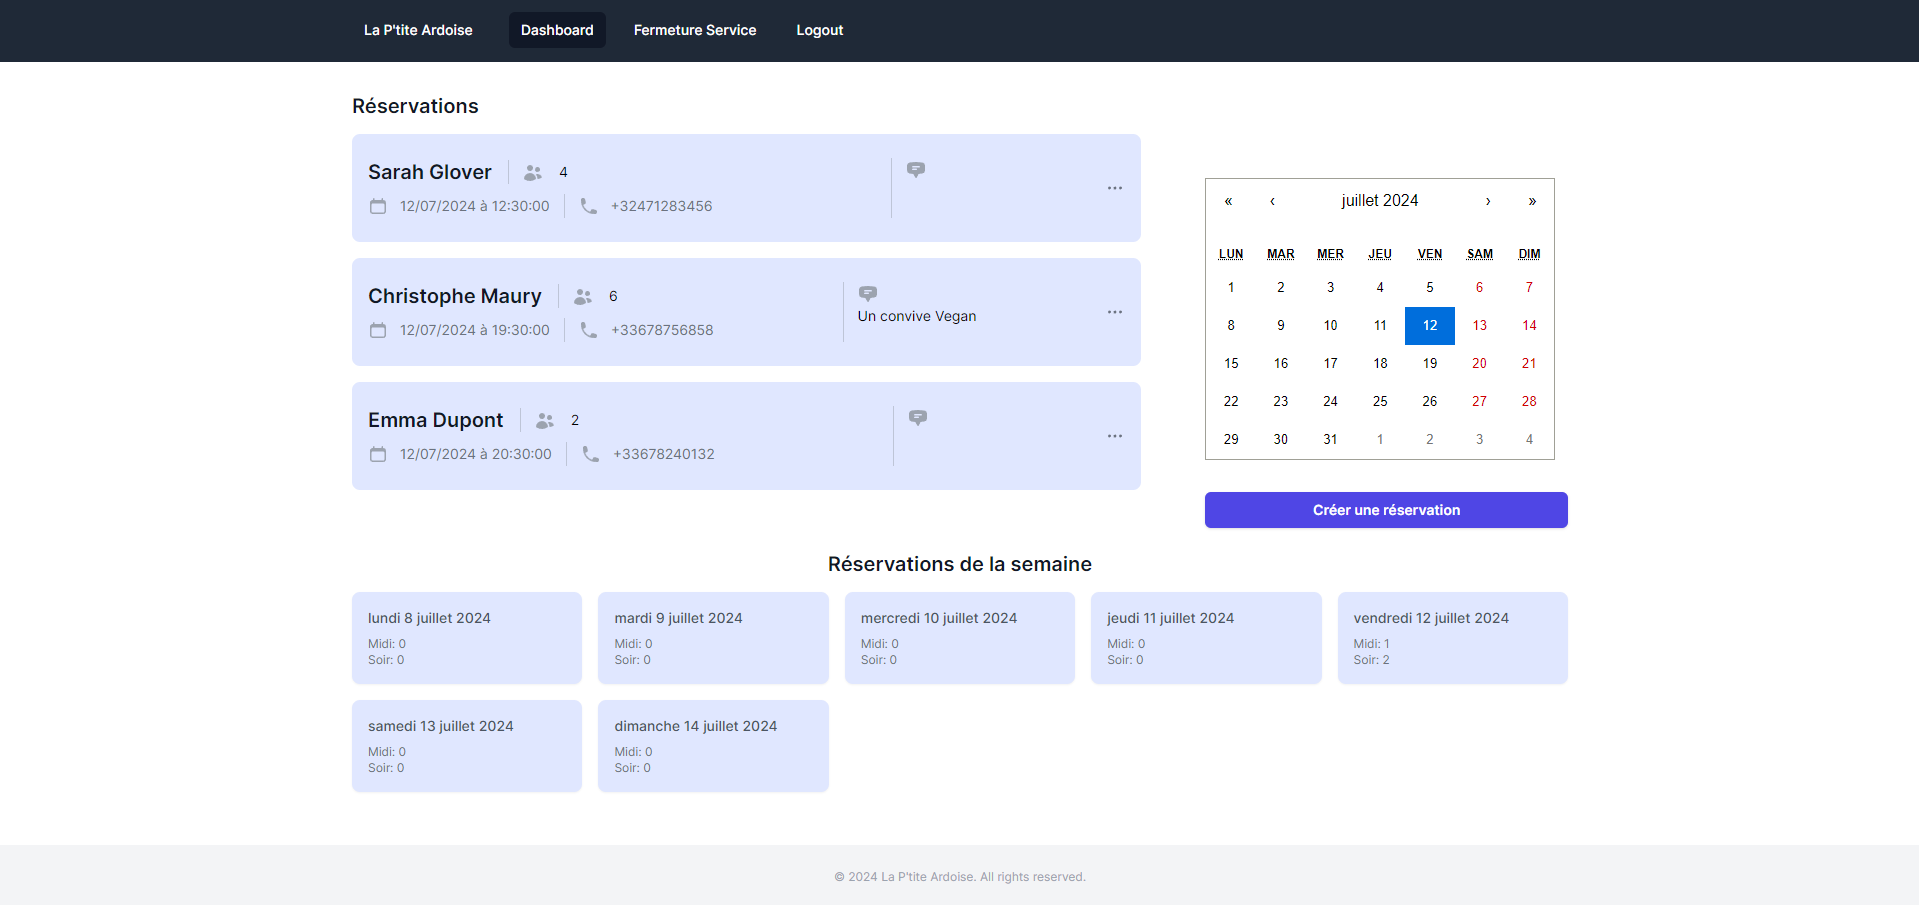 La P'tite Ardoise Dashboard Fermeture Service Logout
Réservations
Sarah Glover 4
12/07/2024 à 12:30:00 +32471283456
...
Christophe Maury 6
12/07/2024 à 19:30:00 +33678756858
Un convive Vegan
...
Emma Dupont 2
12/07/2024 à 20:30:00 +33678240132
...
« ‹ juillet 2024 › »
LUN MAR MER JEU VEN SAM DIM
1 2 3 4 5 6 7
8 9 10 11 12 13 14
15 16 17 18 19 20 21
22 23 24 25 26 27 28
29 30 31 1 2 3 4
Créer une réservation
Réservations de la semaine
lundi 8 juillet 2024
Midi: 0
Soir: 0
mardi 9 juillet 2024
Midi: 0
Soir: 0
mercredi 10 juillet 2024
Midi: 0
Soir: 0
jeudi 11 juillet 2024
Midi: 0
Soir: 0
vendredi 12 juillet 2024
Midi: 1
Soir: 2
samedi 13 juillet 2024
Midi: 0
Soir: 0
dimanche 14 juillet 2024
Midi: 0
Soir: 0
© 2024 La P'tite Ardoise. All rights reserved.